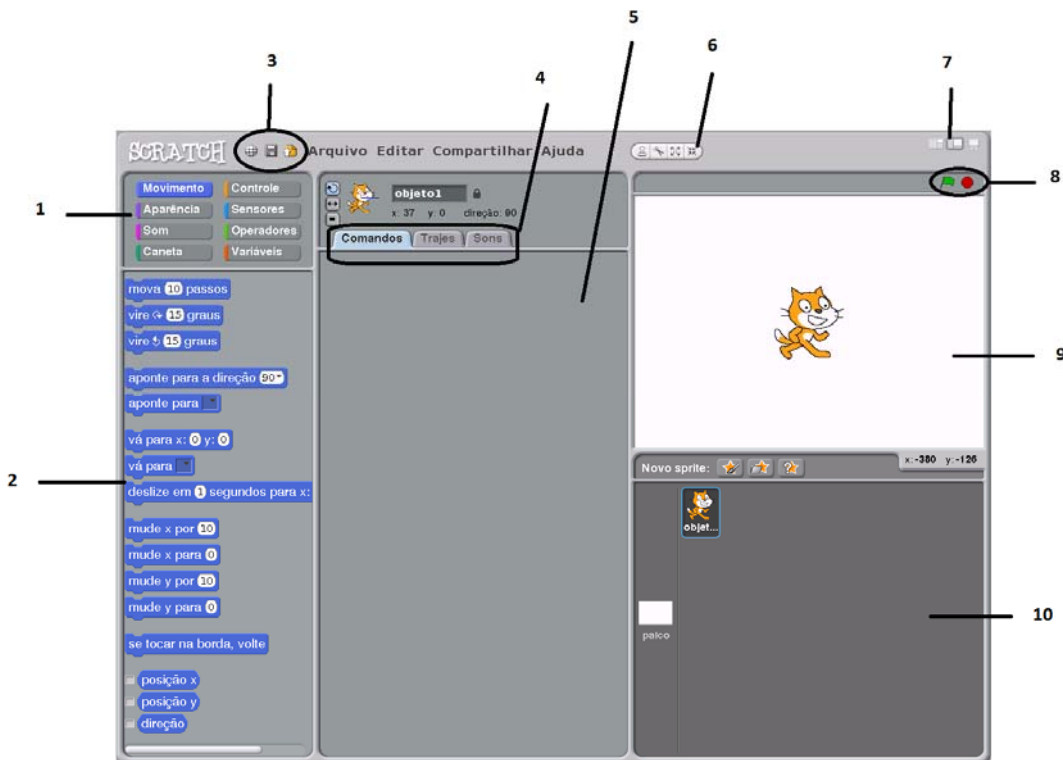 5
6
7
3
4
SCRATCH Arquivo Editar Compartilhar Ajuda
8
1
Movimento Controle
Aparência Sensores
Som Operadores
Caneta Variáveis
objeto1
x: 37 y: 0 direção: 90
Comandos Trajes Sons
mova 10 passos
vire 15 graus
vire 15 graus
aponte para a direção 90
aponte para
vá para x: 0 y: 0
vá para
deslize em 1 segundos para x:
mude x por 10
mude x para 0
mude y por 10
mude y para 0
se tocar na borda, volte
posição x
posição y
direção
2
9
x:-380 y:-126
Novo sprite:
objet...
palco
10